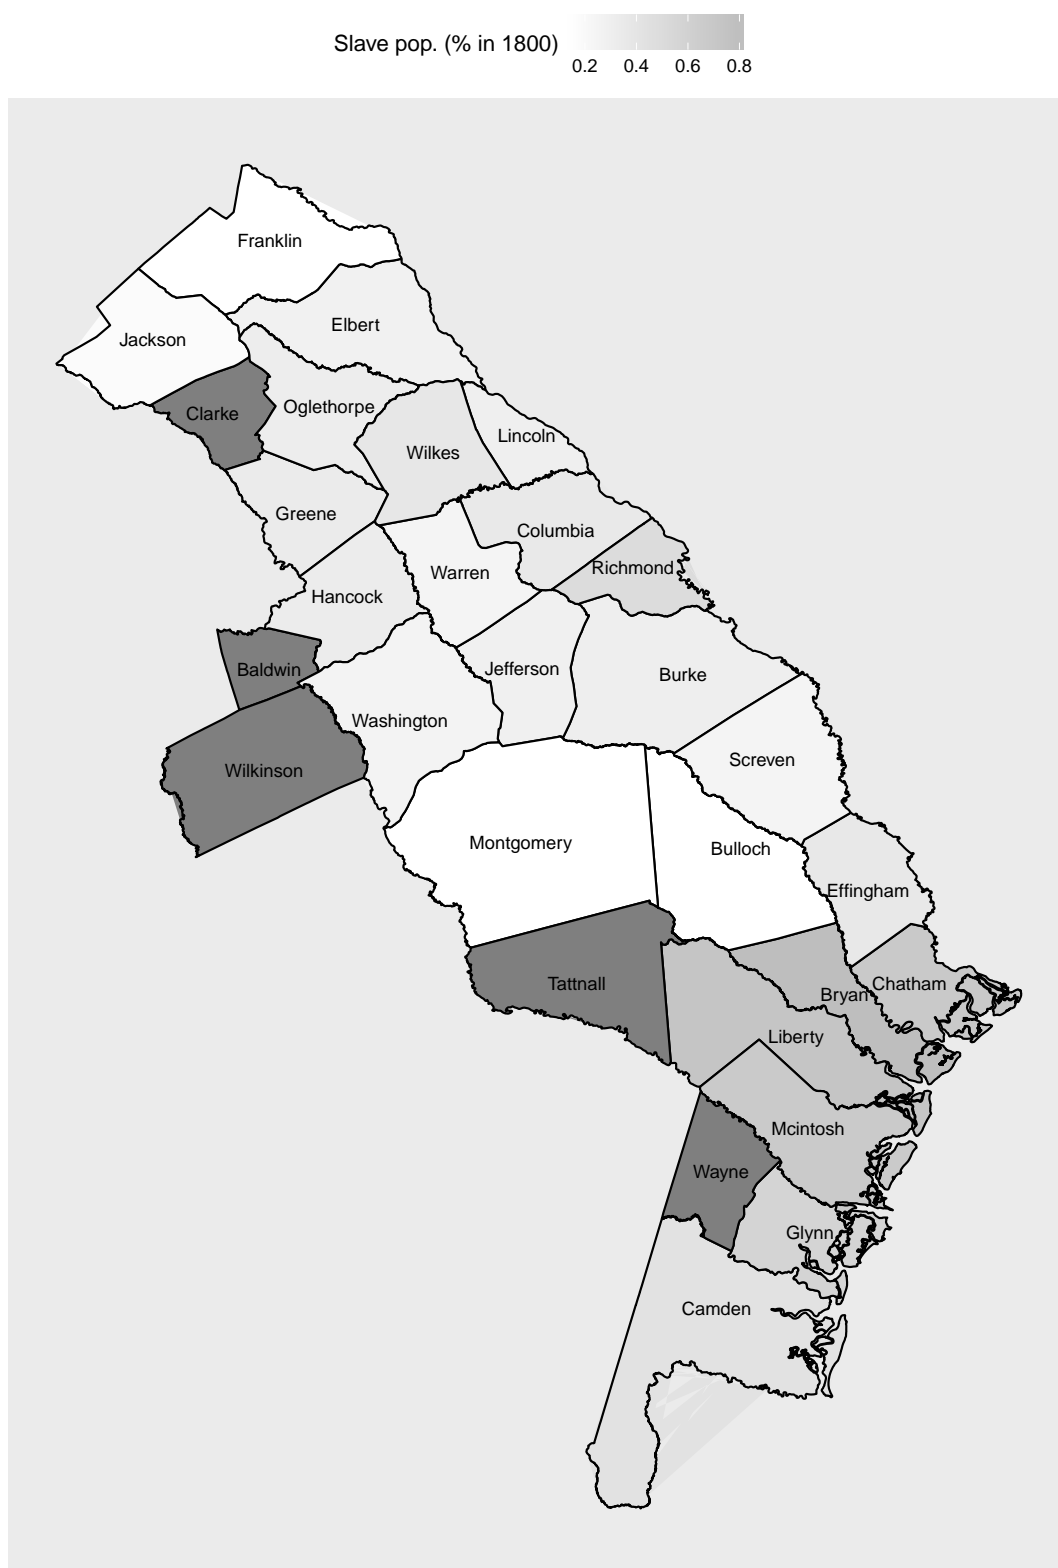 Slave pop. (% in 1800)
0.2 0.4 0.6 0.8
Franklin
Elbert
Jackson
Oglethorpe
Clarke
Lincoln
Wilkes
Greene
Columbia
Richmond
Warren
Hancock
Jefferson
Baldwin
Burke
Washington
Screven
Wilkinson
Montgomery
Bulloch
Effingham
Tattnall
Chatham
Bryan
Liberty
Mcintosh
Wayne
Glynn
Camden